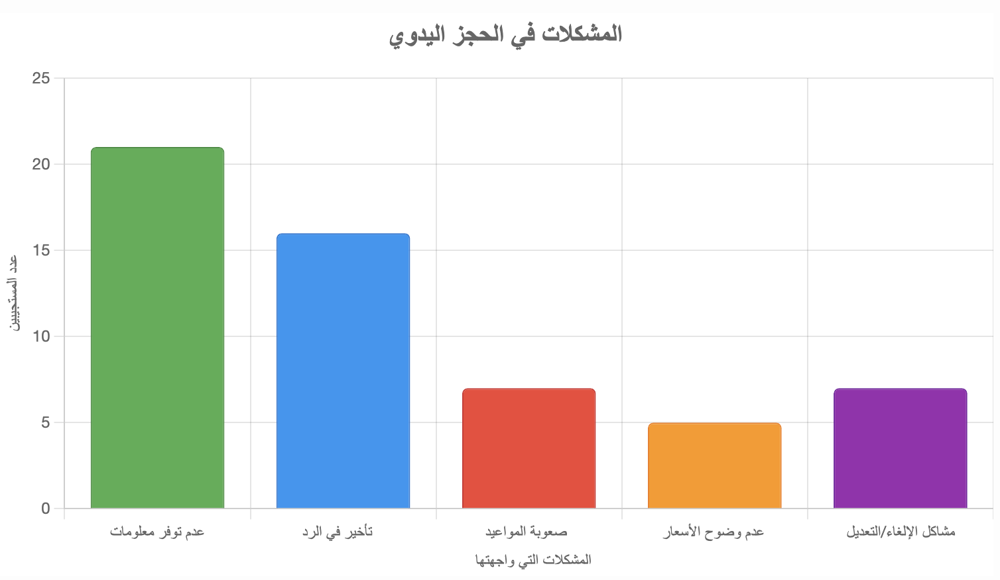 المشكلات في الحجز اليدوي
25
20
15
10
5
0
عدد المستجيبين
عدم توفر معلومات
تأخير في الرد
صعوبة المواعيد
عدم وضوح الأسعار
مشاكل الإلغاء/التعديل
المشكلات التي واجهتها